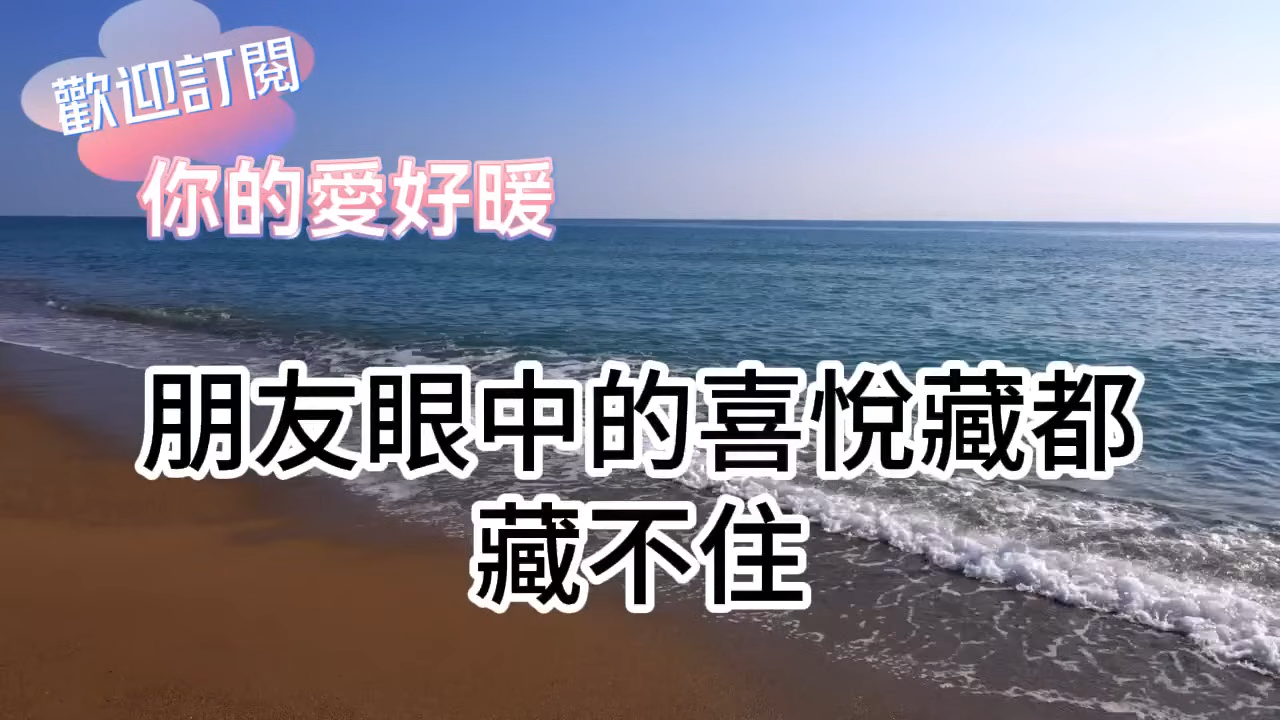 歡迎訂閱
你的愛好暖
朋友眼中的喜悅藏都
藏不住